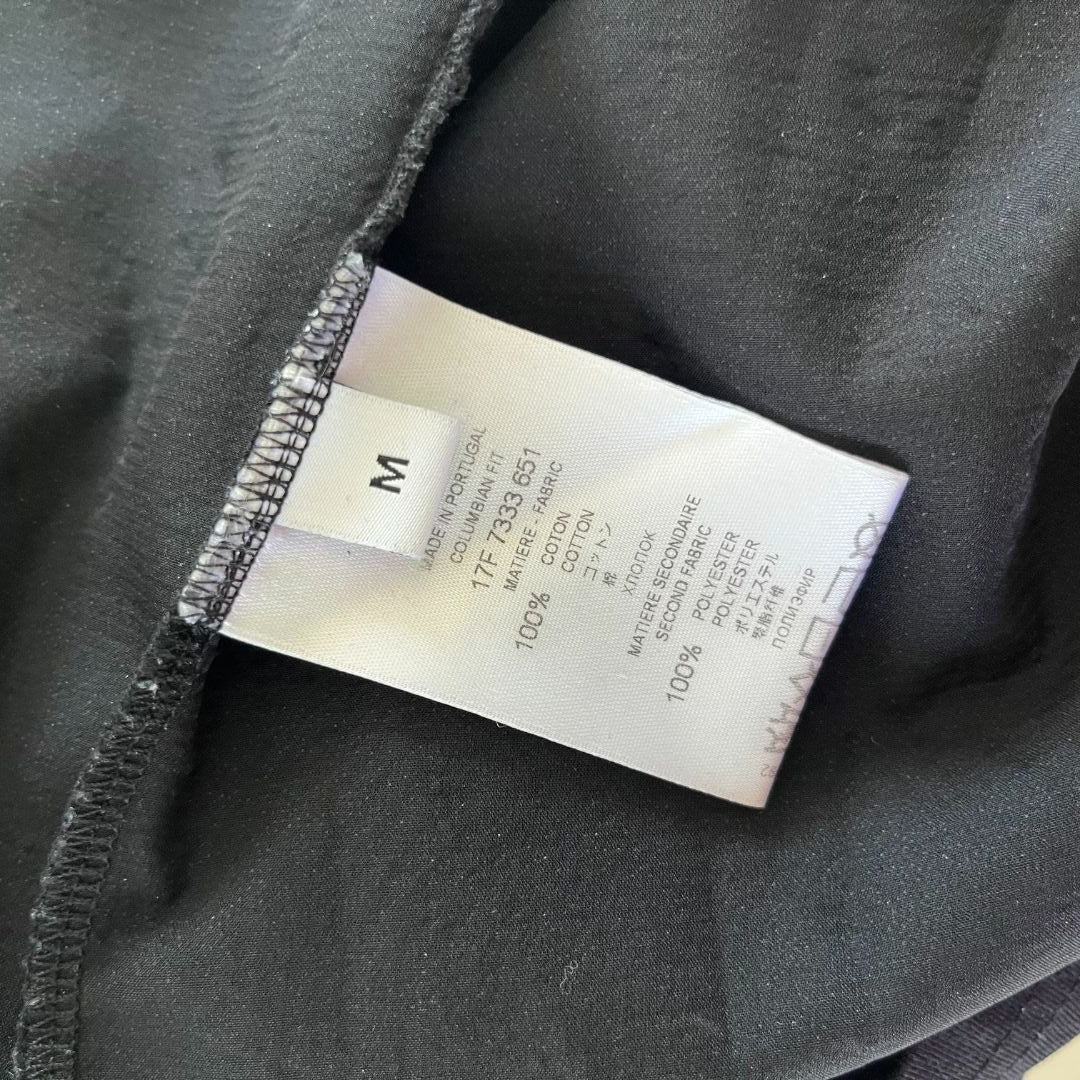 M
MADE IN PORTUGAL
COLUMBIAN FIT
17F 7333 651
MATIERE - FABRIC
100% COTON
COTTON
コットン
棉
ХЛОПОК
MATIERE SECONDAIRE
SECOND FABRIC
100% POLYESTER
POLYESTER
ポリエステル
聚脂纤维
ПОЛИЭФИР